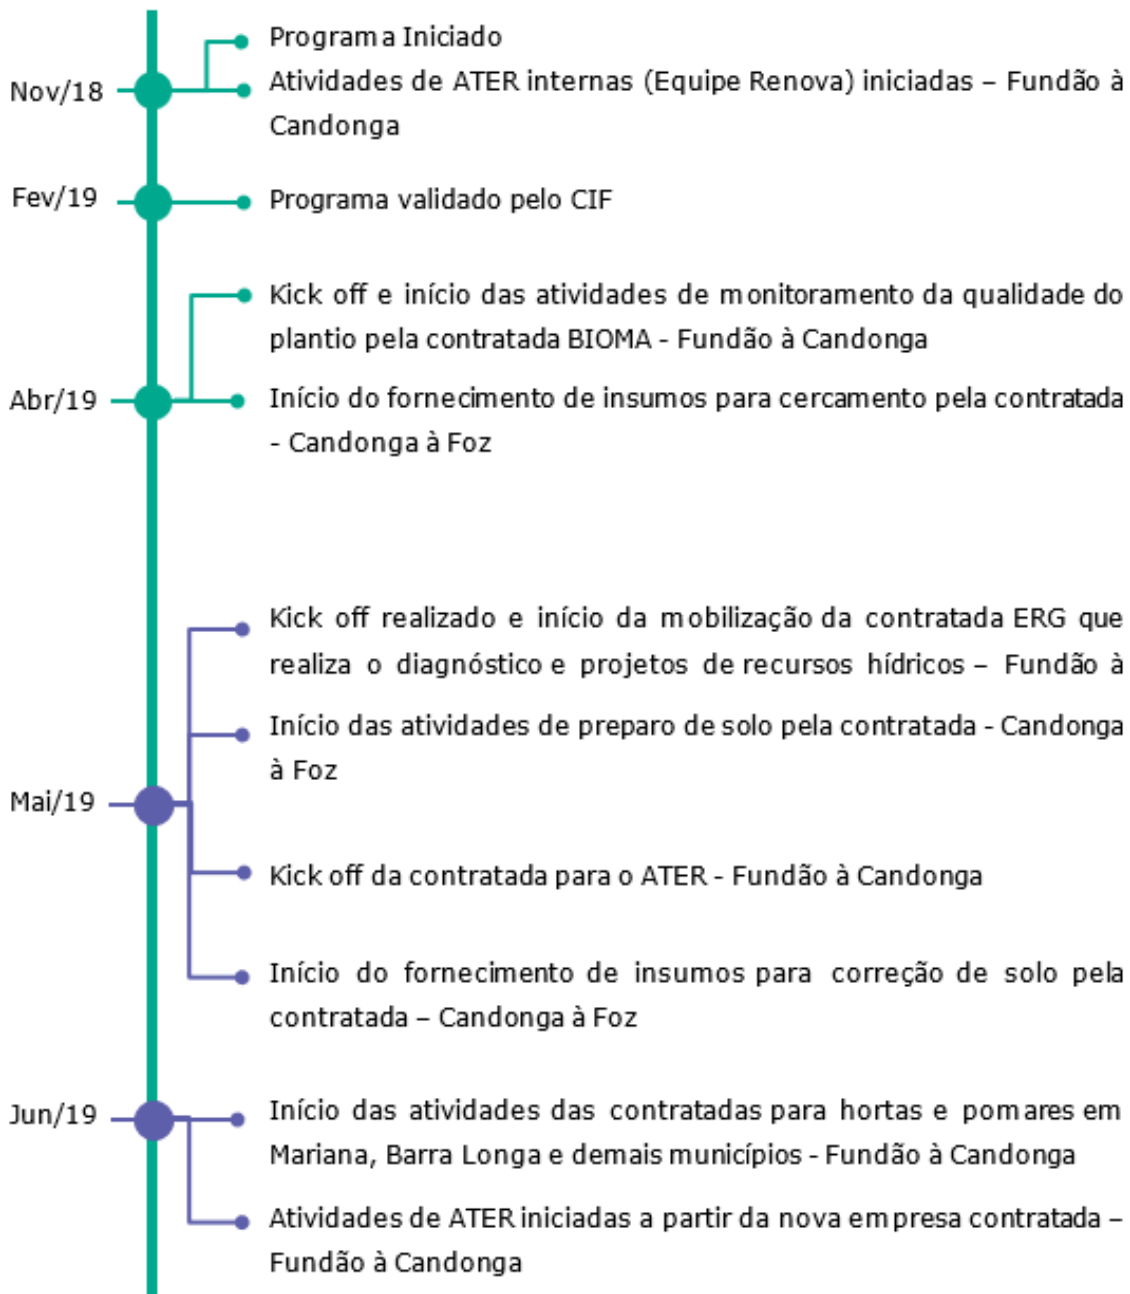 Nov/18
Programa Iniciado
Atividades de ATER internas (Equipe Renova) iniciadas – Fundão à
Candonga
Fev/19
Programa validado pelo CIF
Abr/19
Kick off e início das atividades de monitoramento da qualidade do
plantio pela contratada BIOMA - Fundão à Candonga
Início do fornecimento de insumos para cercamento pela contratada
- Candonga à Foz
Mai/19
Kick off realizado e início da mobilização da contratada ERG que
realiza o diagnóstico e projetos de recursos hídricos – Fundão à
Início das atividades de preparo de solo pela contratada - Candonga
à Foz
Kick off da contratada para o ATER - Fundão à Candonga
Início do fornecimento de insumos para correção de solo pela
contratada – Candonga à Foz
Jun/19
Início das atividades das contratadas para hortas e pomares em
Mariana, Barra Longa e demais municípios - Fundão à Candonga
Atividades de ATER iniciadas a partir da nova empresa contratada –
Fundão à Candonga